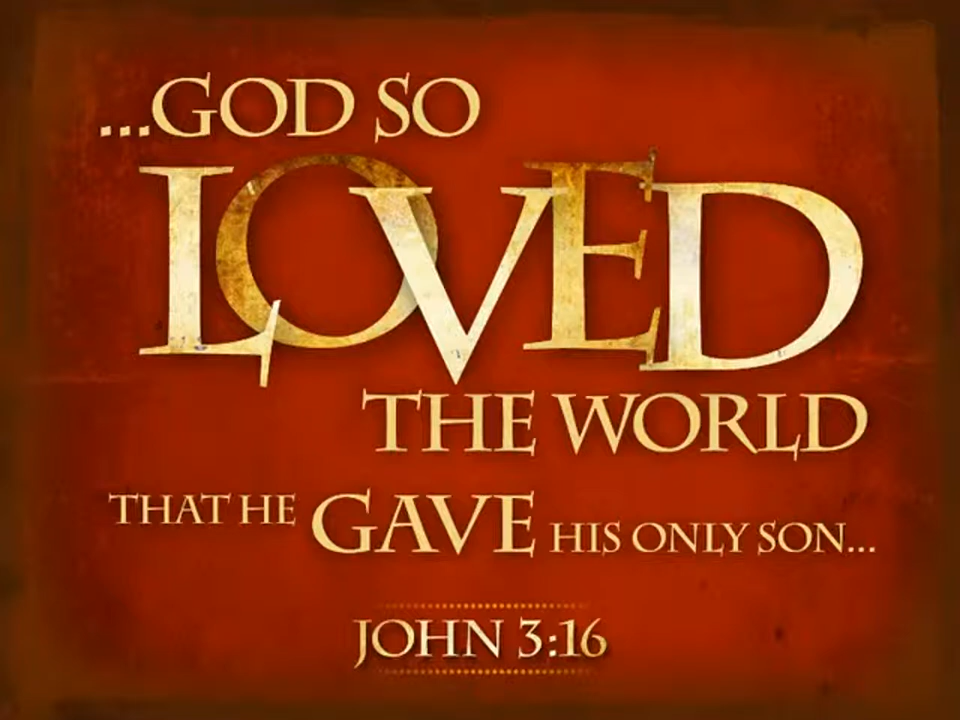 ...GOD SO
LOVED
THE WORLD
THAT HE GAVE HIS ONLY SON...
JOHN 3:16